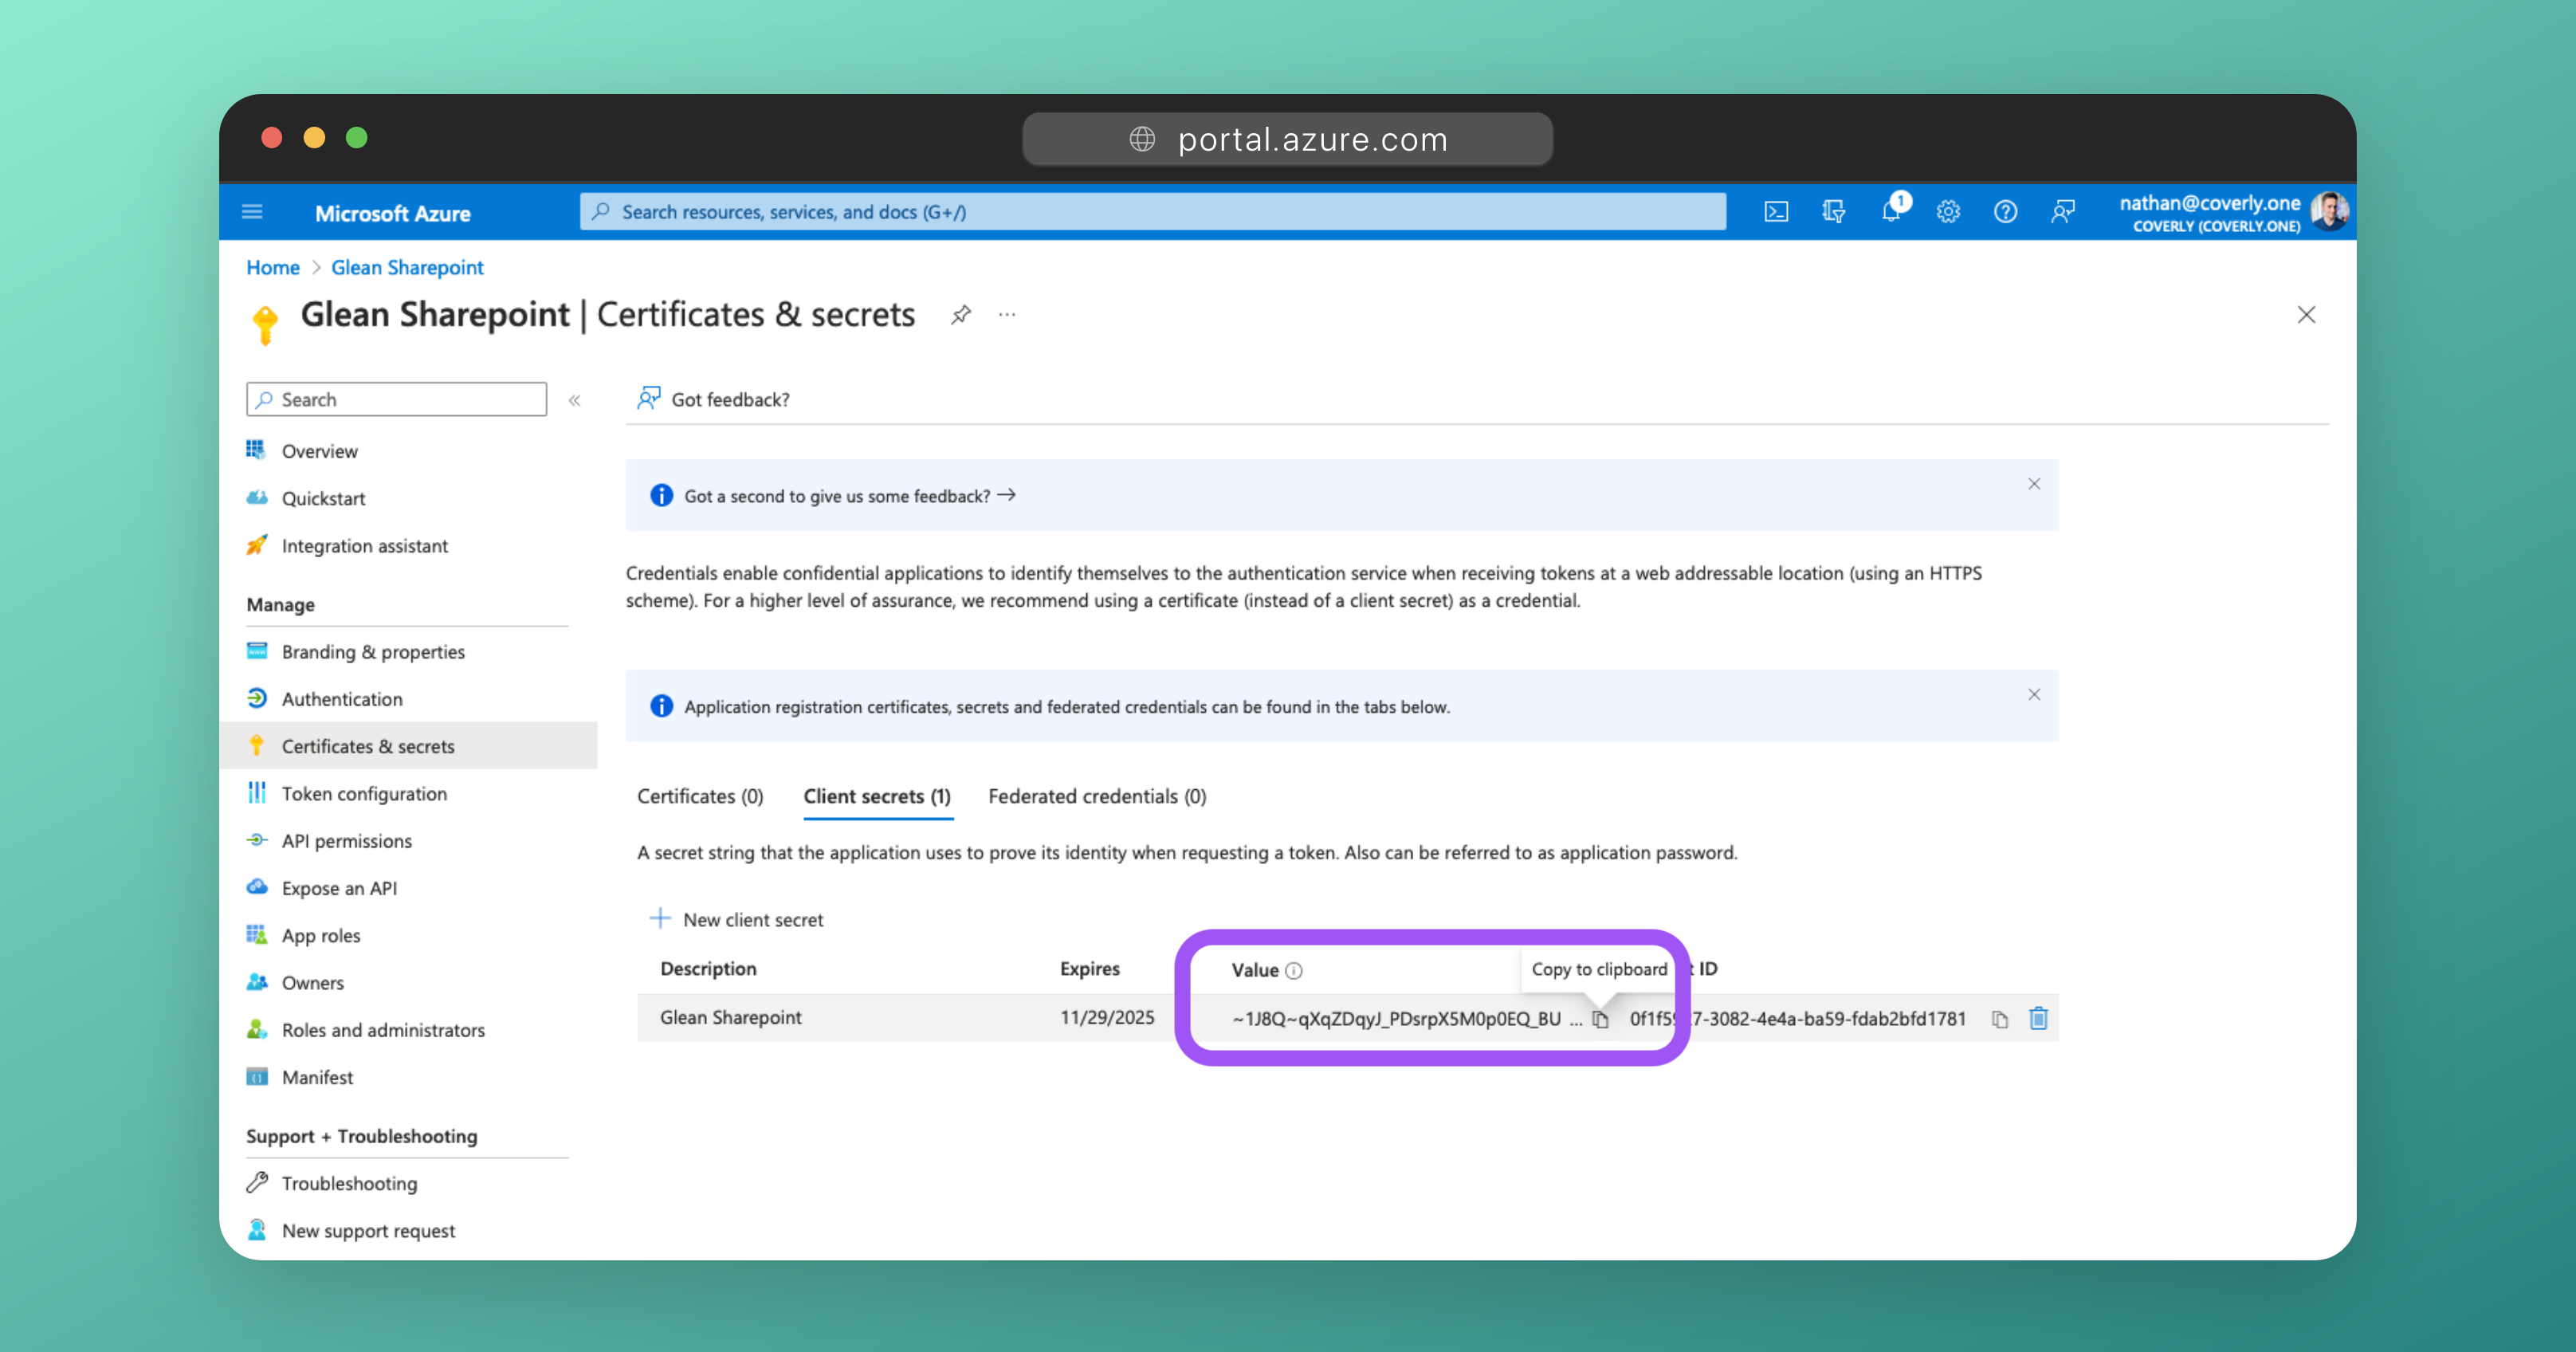 portal.azure.com
Microsoft Azure
Search resources, services, and docs (G+/)
1
nathan@coverly.one
COVERLY (COVERLY.ONE)
Home > Glean Sharepoint
Glean Sharepoint | Certificates & secrets
Search
Got feedback?
Overview
Quickstart
Integration assistant
Manage
Branding & properties
Authentication
Certificates & secrets
Token configuration
API permissions
Expose an API
App roles
Owners
Roles and administrators
Manifest
Support + Troubleshooting
Troubleshooting
New support request
Got a second to give us some feedback? →
Credentials enable confidential applications to identify themselves to the authentication service when receiving tokens at a web addressable location (using an HTTPS
scheme). For a higher level of assurance, we recommend using a certificate (instead of a client secret) as a credential.
Application registration certificates, secrets and federated credentials can be found in the tabs below.
Certificates (0) Client secrets (1) Federated credentials (0)
A secret string that the application uses to prove its identity when requesting a token. Also can be referred to as application password.
New client secret
Description Expires Value Copy to clipboard ID
Glean Sharepoint 11/29/2025 ~1J8Q~qXqZDqyJ_PDsrpX5M0p0EQ_BU ...